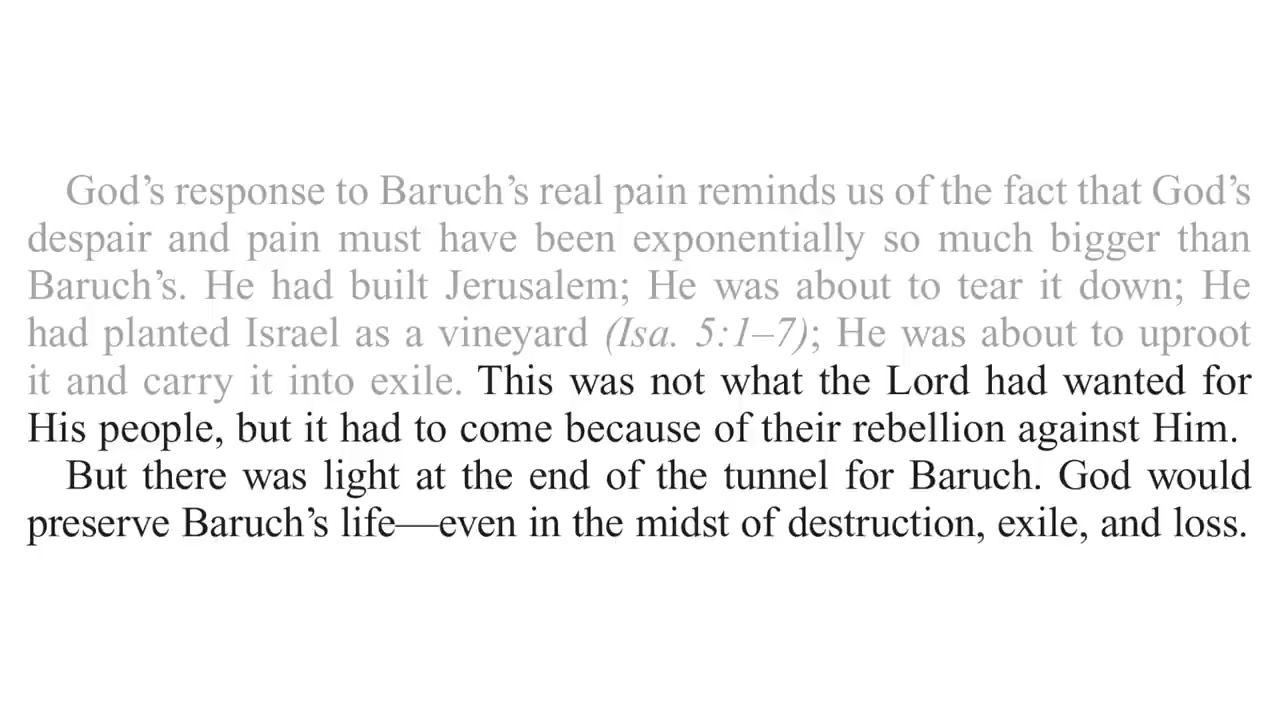 God’s response to Baruch’s real pain reminds us of the fact that God’s
despair and pain must have been exponentially so much bigger than
Baruch’s. He had built Jerusalem; He was about to tear it down; He
had planted Israel as a vineyard (Isa. 5:1–7); He was about to uproot
it and carry it into exile. This was not what the Lord had wanted for
His people, but it had to come because of their rebellion against Him.
But there was light at the end of the tunnel for Baruch. God would
preserve Baruch’s life—even in the midst of destruction, exile, and loss.